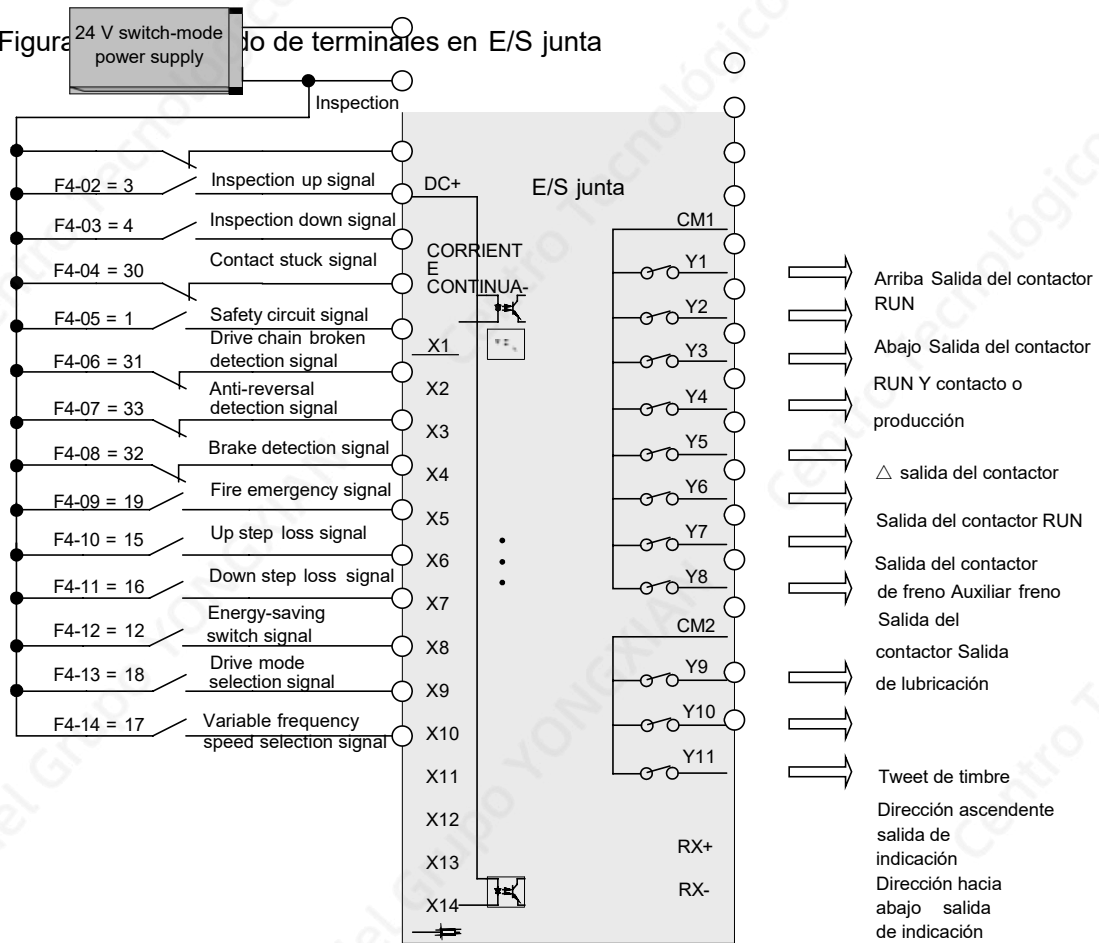 Figura
do de terminales en E/S junta
24 V switch-mode
power supply
Inspection
F4-02 = 3
Inspection up signal
F4-03 = 4
Inspection down signal
F4-04 = 30
Contact stuck signal
F4-05 = 1
Safety circuit signal
F4-06 = 31
Drive chain broken
detection signal
F4-07 = 33
Anti-reversal
detection signal
F4-08 = 32
Brake detection signal
F4-09 = 19
Fire emergency signal
F4-10 = 15
Up step loss signal
F4-11 = 16
Down step loss signal
F4-12 = 12
Energy-saving
switch signal
F4-13 = 18
Drive mode
selection signal
F4-14 = 17
Variable frequency
speed selection signal
DC+
E/S junta
CORRIENT
E
CONTINUA-
X1
X2
X3
X4
X5
X6
X7
X8
X9
X10
X11
X12
X13
X14
CM1
Y1
Y2
Y3
Y4
Y5
Y6
Y7
Y8
CM2
Y9
Y10
Y11
RX+
RX-
Arriba Salida del contactor
RUN
Abajo Salida del contactor
RUN Y contacto o
producción
△ salida del contactor
Salida del contactor RUN
Salida del contactor
de freno Auxiliar freno
Salida del
contactor Salida
de lubricación
Tweet de timbre
Dirección ascendente
salida de
indicación
Dirección hacia
abajo salida
de indicación
Centro Tecnológico
del Grupo YONGXIAN